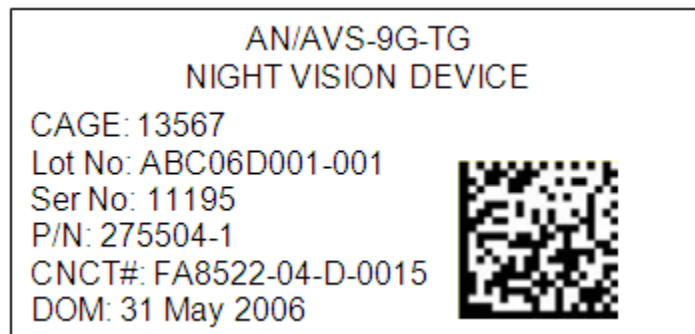 AN/AVS-9G-TG
NIGHT VISION DEVICE
CAGE: 13567
Lot No: ABC06D001-001
Ser No: 11195
P/N: 275504-1
CNCT#: FA8522-04-D-0015
DOM: 31 May 2006